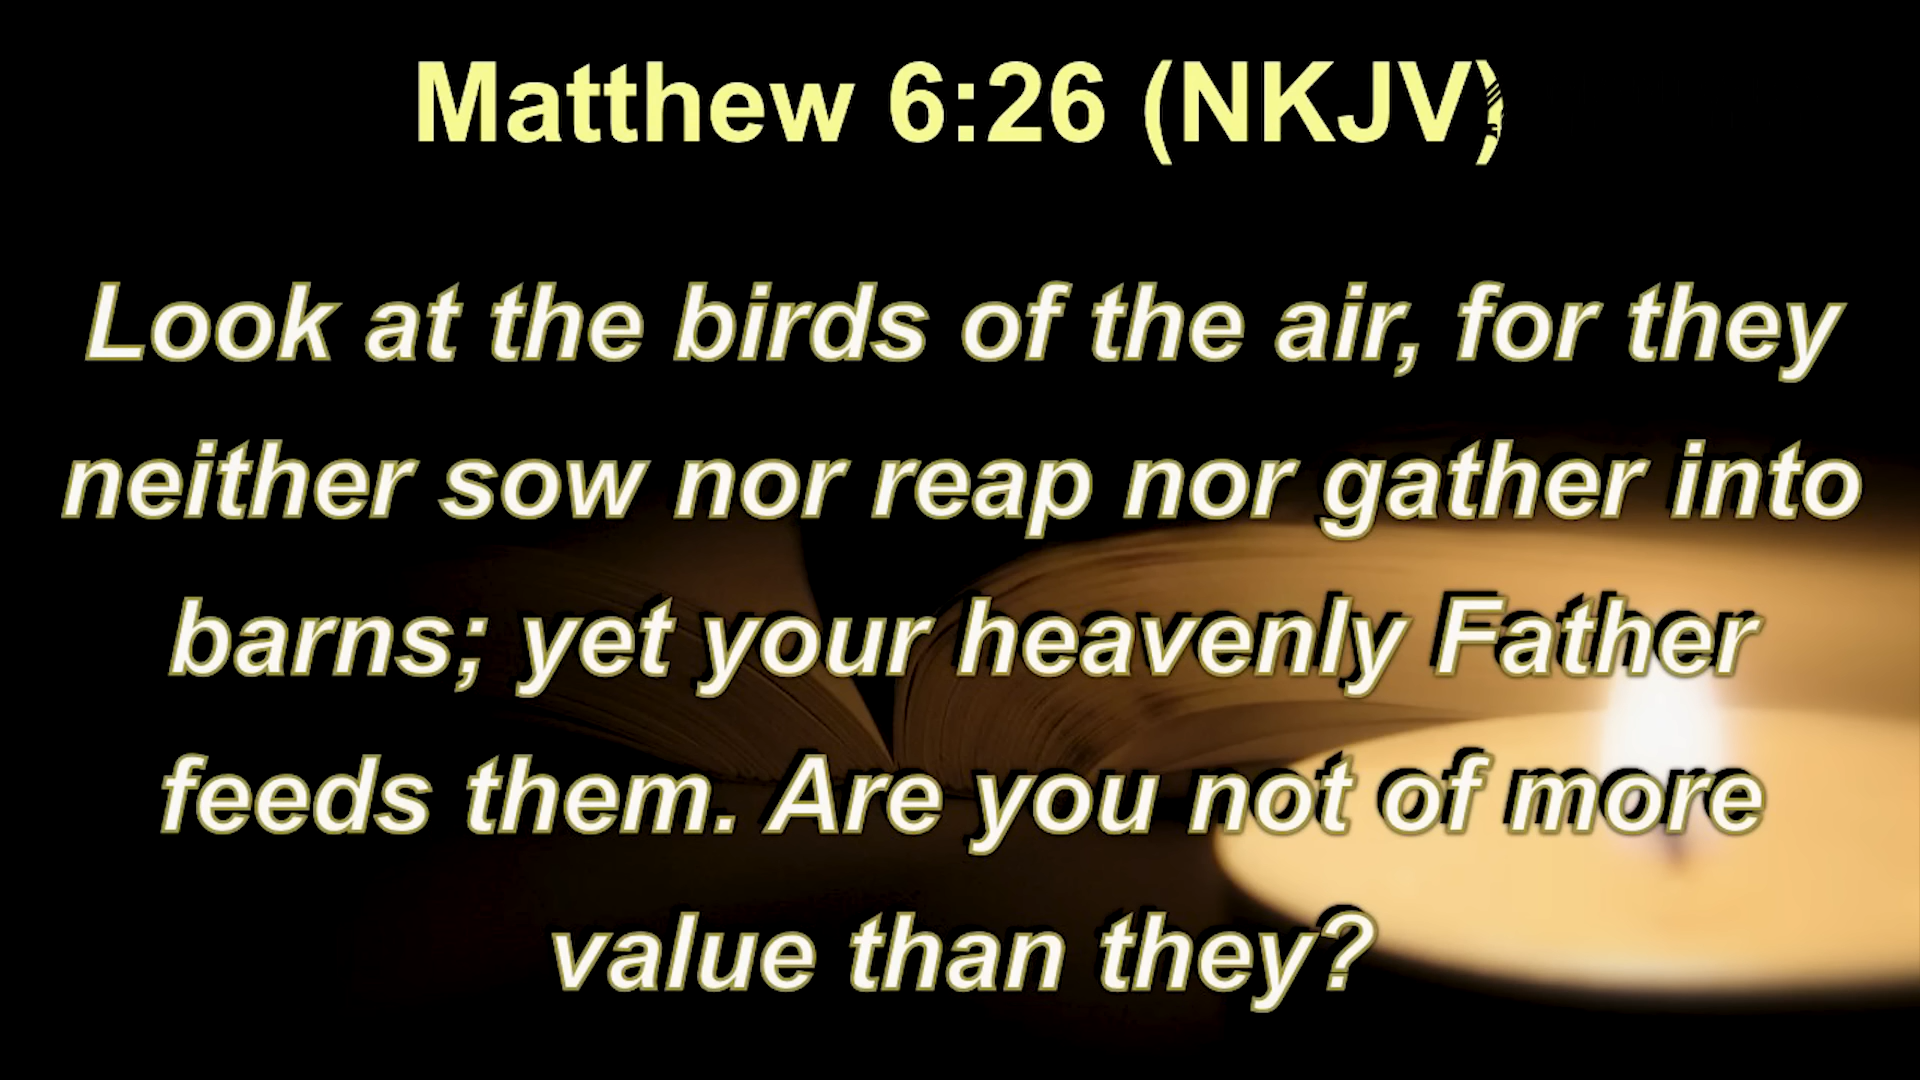 Matthew 6:26 (NKJV)
Look at the birds of the air, for they
neither sow nor reap nor gather into
barns; yet your heavenly Father
feeds them. Are you not of more
value than they?